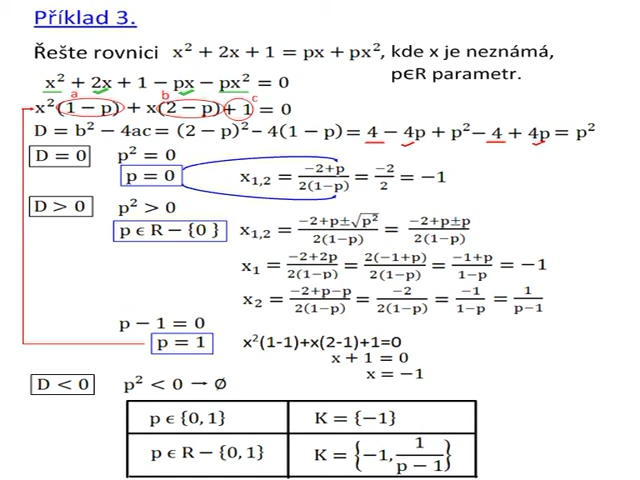 Příklad 3.
Řešte rovnici x² + 2x + 1 = px + px², kde x je neznámá,
pϵR parametr.
x² + 2x + 1 − px − px² = 0
a b c
x²(1 − p) + x(2 − p) + 1 = 0
D = b² − 4ac = (2 − p)² − 4(1 − p) = 4 − 4p + p² − 4 + 4p = p²
D = 0 p² = 0
p = 0 x₁,₂ = (−2+p)/(2(1−p)) = −2/2 = −1
D > 0 p² > 0
p ϵ R − {0 } x₁,₂ = (−2+p±√p²)/(2(1−p)) = (−2+p±p)/(2(1−p))
x₁ = (−2+2p)/(2(1−p)) = 2(−1+p)/(2(1−p)) = (−1+p)/(1−p) = −1
x₂ = (−2+p−p)/(2(1−p)) = −2/(2(1−p)) = −1/(1−p) = 1/(p−1)
p − 1 = 0
p = 1 x²(1-1)+x(2-1)+1=0
x + 1 = 0
x = −1
D < 0 p² < 0 → ∅
p ϵ {0, 1} K = {−1}
p ϵ R − {0, 1} K = {−1, 1/(p − 1)}